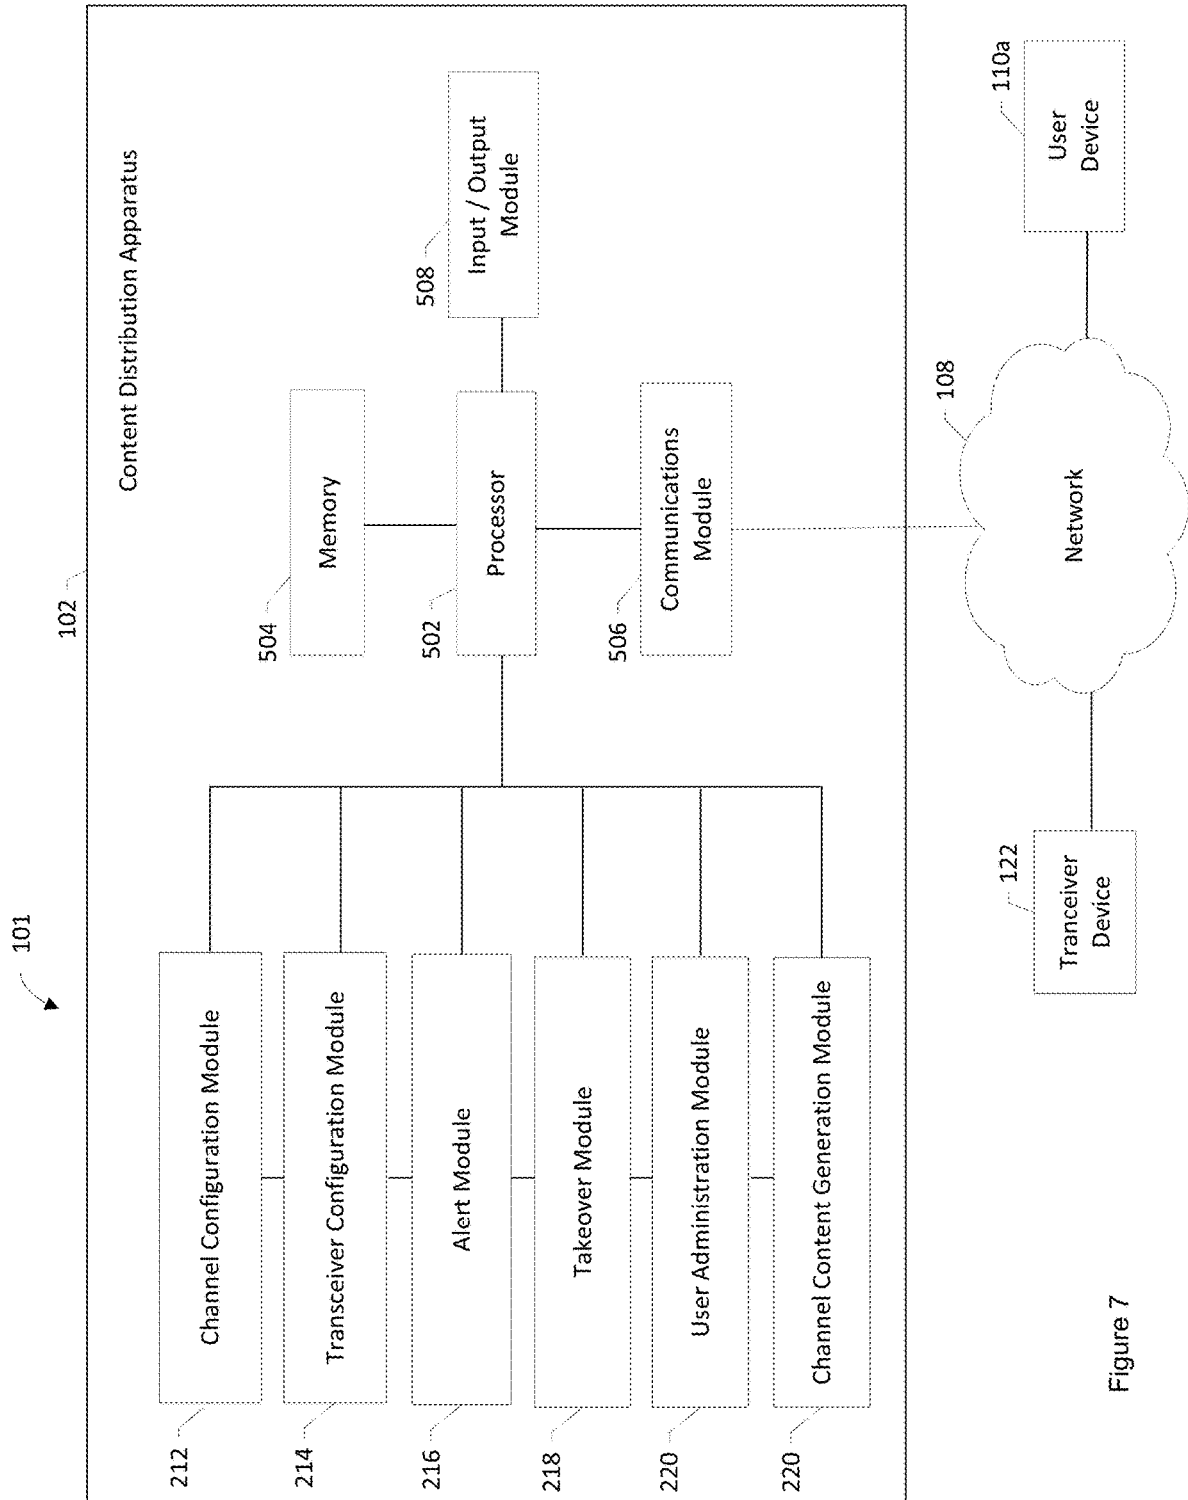 101
102
Content Distribution Apparatus
212
Channel Configuration Module
214
Transceiver Configuration Module
216
Alert Module
218
Takeover Module
220
User Administration Module
220
Channel Content Generation Module
504
Memory
502
Processor
506
Communications
Module
508
Input / Output
Module
122
Tranceiver
Device
108
Network
110a
User
Device
Figure 7